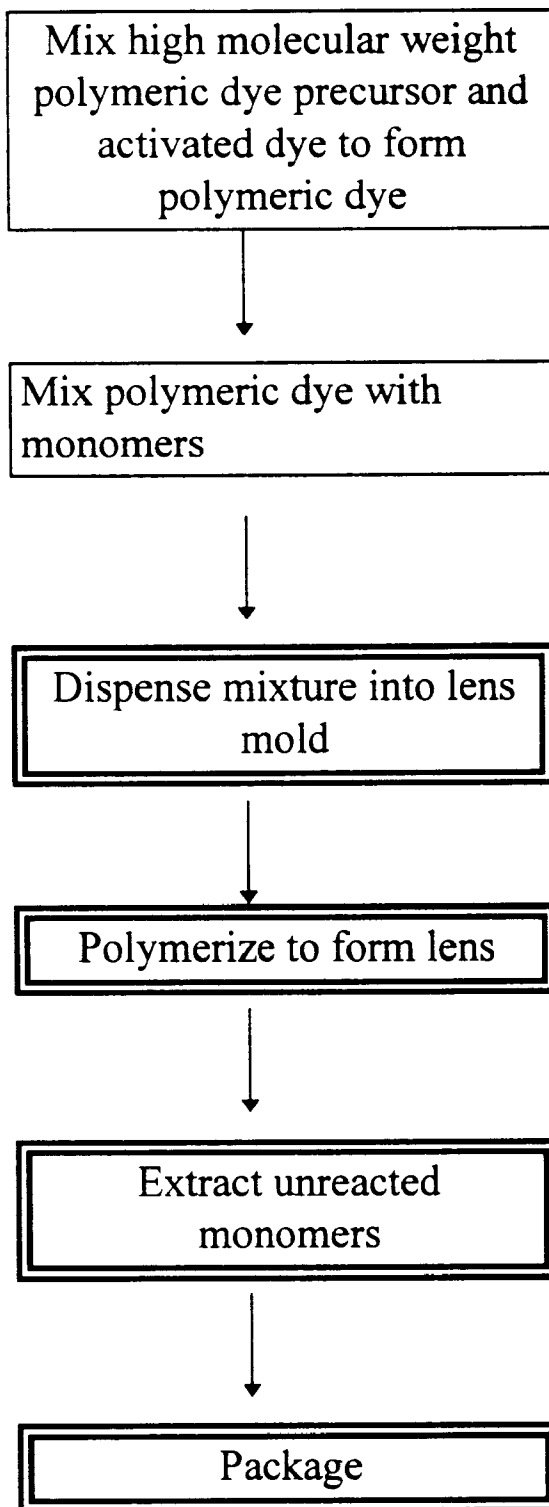 Mix high molecular weight
polymeric dye precursor and
activated dye to form
polymeric dye
Mix polymeric dye with
monomers
Dispense mixture into lens
mold
Polymerize to form lens
Extract unreacted
monomers
Package